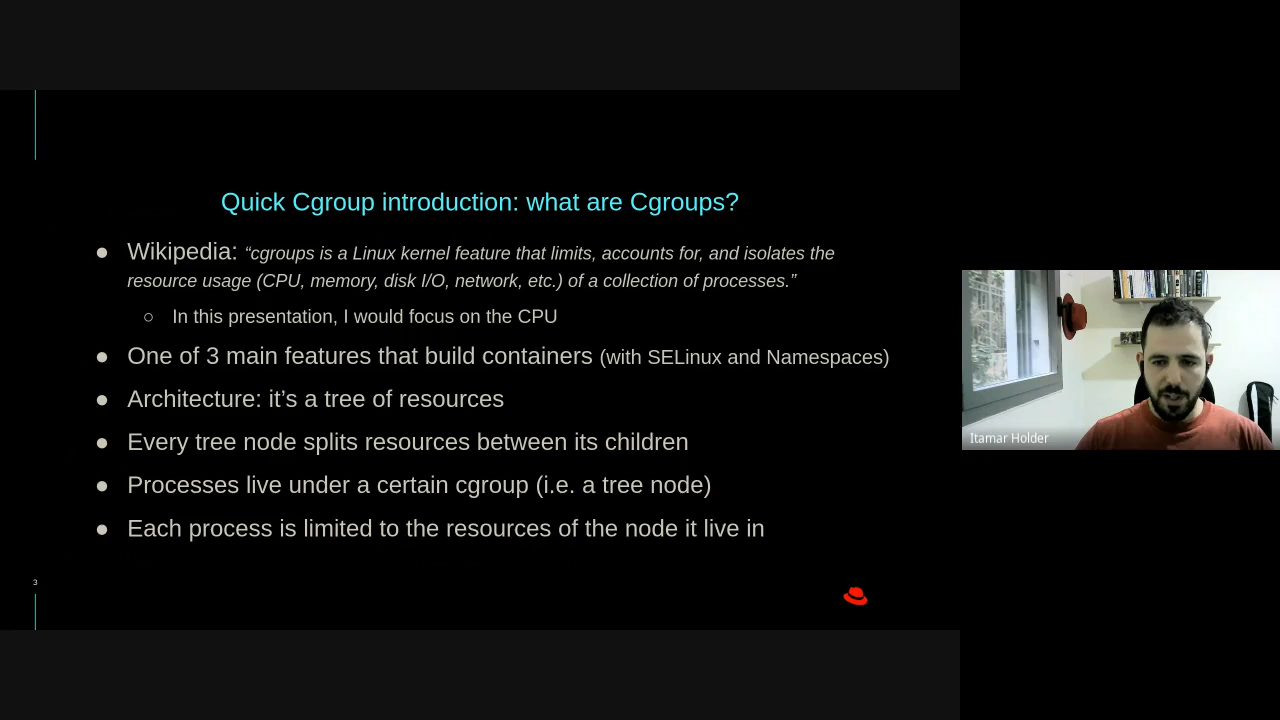 Quick Cgroup introduction: what are Cgroups?
● Wikipedia: “cgroups is a Linux kernel feature that limits, accounts for, and isolates the
resource usage (CPU, memory, disk I/O, network, etc.) of a collection of processes.”
○ In this presentation, I would focus on the CPU
● One of 3 main features that build containers (with SELinux and Namespaces)
● Architecture: it’s a tree of resources
● Every tree node splits resources between its children
● Processes live under a certain cgroup (i.e. a tree node)
● Each process is limited to the resources of the node it live in
3
Itamar Holder